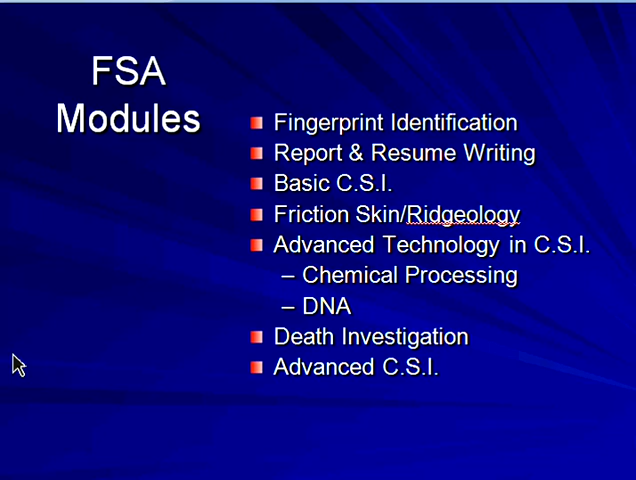 FSA
Modules
Fingerprint Identification
Report & Resume Writing
Basic C.S.I.
Friction Skin/Ridgeology
Advanced Technology in C.S.I.
– Chemical Processing
– DNA
Death Investigation
Advanced C.S.I.